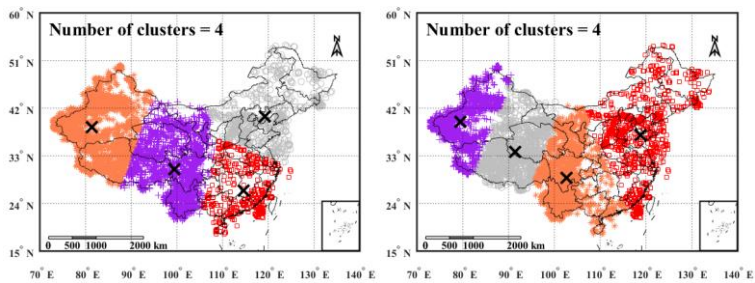 60° N
Number of clusters = 4
N
51° N
42° N
33° N
24° N
0 500 1000 2000 km
15° N
70° E 80° E 90° E 100° E 110° E 120° E 130° E 140° E
60° N
Number of clusters = 4
N
51° N
42° N
33° N
24° N
0 500 1000 2000 km
15° N
70° E 80° E 90° E 100° E 110° E 120° E 130° E 140° E